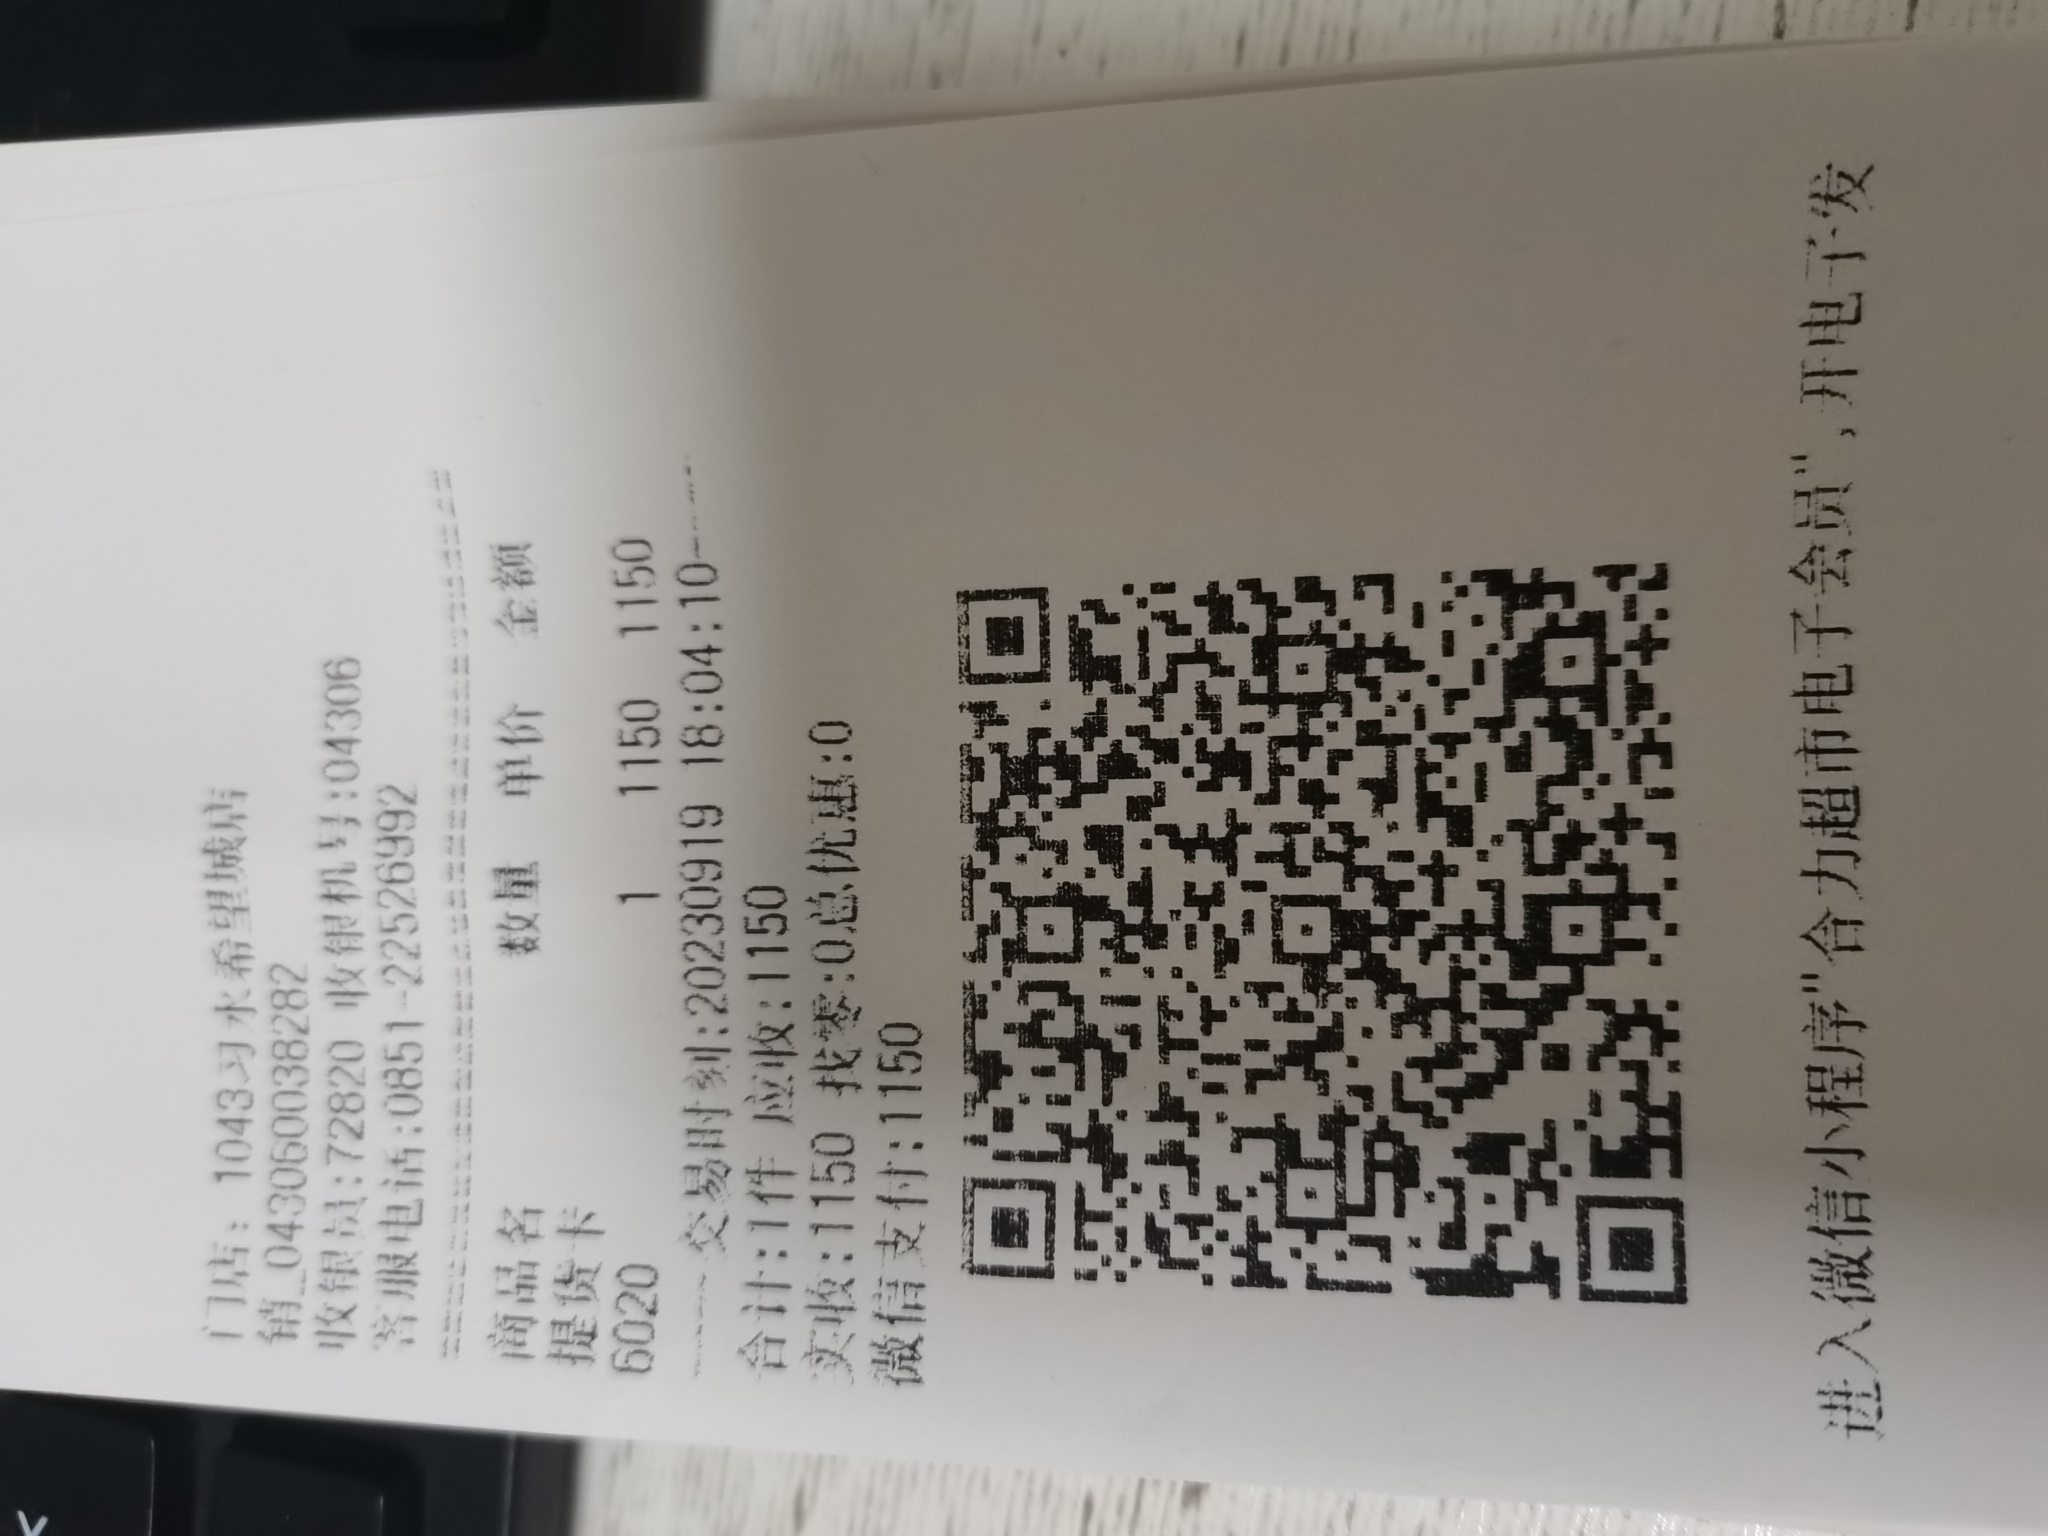 门店: 1043习水希望城店
销_0430600038282
收银员:72820 收银机号:04306
客服电话:0851-22526992
商品名 数量 单价 金额
提货卡
6020 1 1150 1150
交易时刻:20230919 18:04:10
合计:1件 应收:1150
实收:1150 找零:0总优惠:0
微信支付:1150
进入微信小程序"合力超市电子会员",开电子发